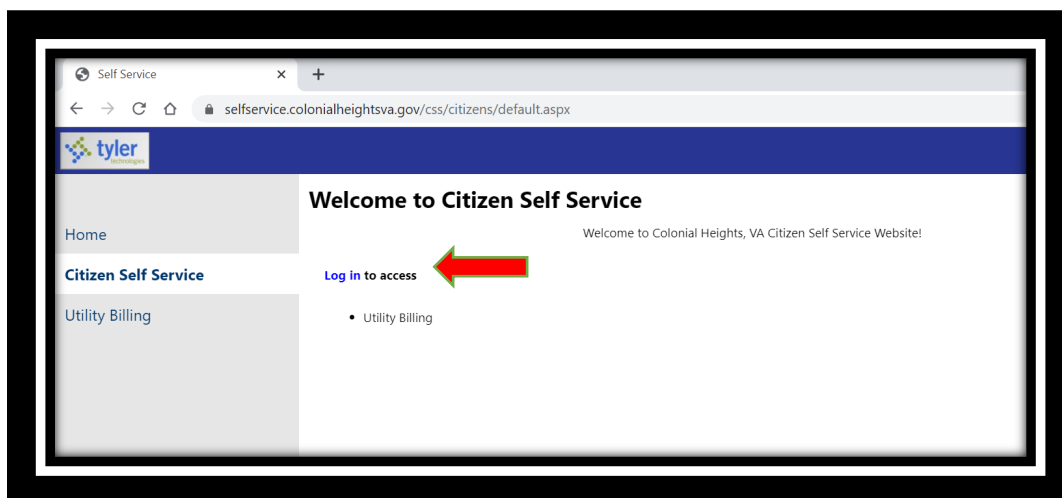 Self Service
selfservice.colonialheightsva.gov/css/citizens/default.aspx
tyler
technologies
Welcome to Citizen Self Service
Welcome to Colonial Heights, VA Citizen Self Service Website!
Home
Citizen Self Service
Log in to access
Utility Billing
• Utility Billing